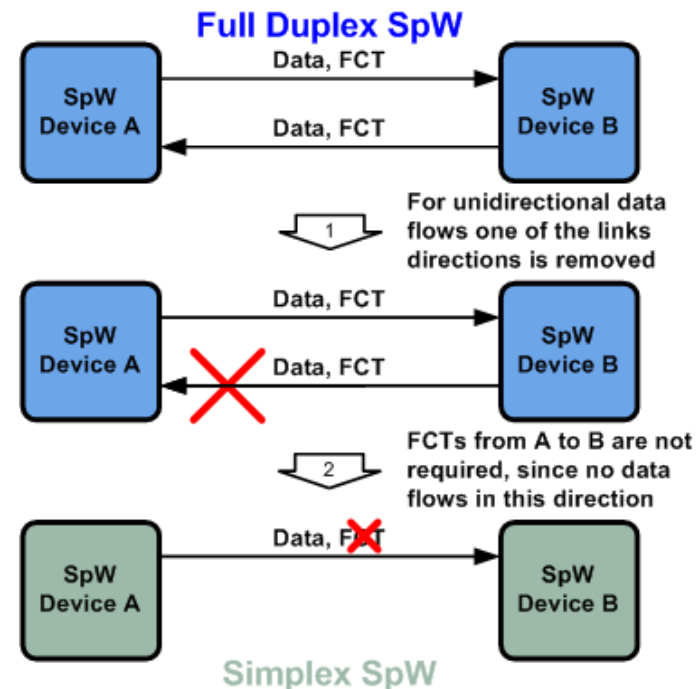 Full Duplex SpW
Data, FCT
SpW
Device A
SpW
Device B
Data, FCT
1
For unidirectional data
flows one of the links
directions is removed
Data, FCT
SpW
Device A
SpW
Device B
Data, FCT
2
FCTs from A to B are not
required, since no data
flows in this direction
Data, FCT
SpW
Device A
SpW
Device B
Simplex SpW